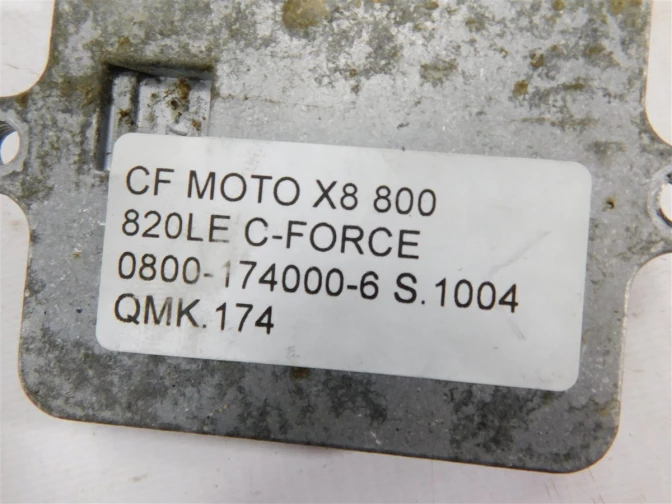 CF MOTO X8 800
820LE C-FORCE
0800-174000-6 S.1004
QMK.174